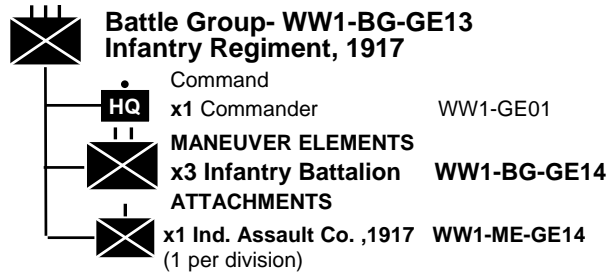 Battle Group- WW1-BG-GE13
Infantry Regiment, 1917
Command
HQ x1 Commander WW1-GE01
MANEUVER ELEMENTS
x3 Infantry Battalion WW1-BG-GE14
ATTACHMENTS
x1 Ind. Assault Co. ,1917 WW1-ME-GE14
(1 per division)